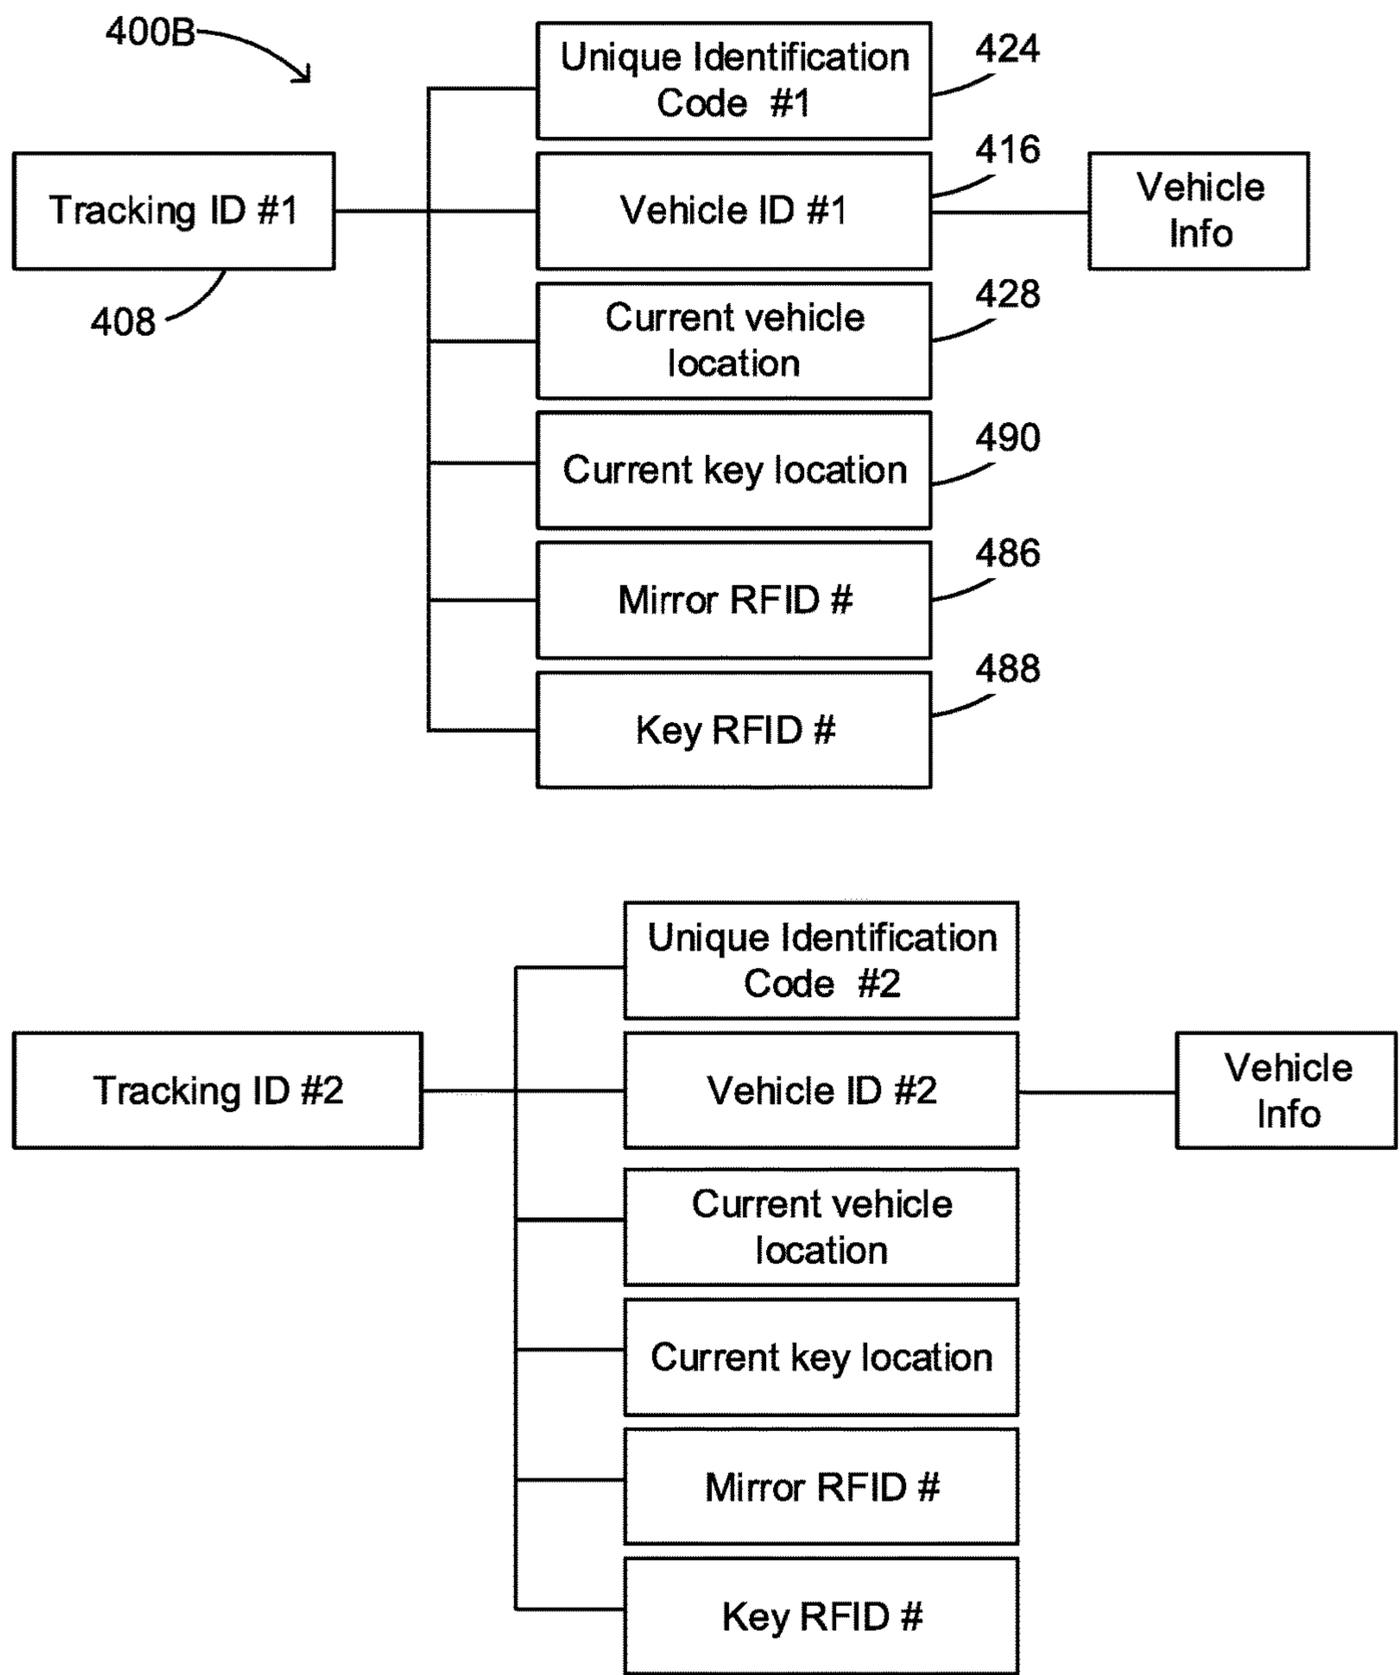 400B
Unique Identification
Code #1
424
Tracking ID #1
Vehicle ID #1
416
Vehicle
Info
408
Current vehicle
location
428
Current key location
490
Mirror RFID #
486
Key RFID #
488
Unique Identification
Code #2
Tracking ID #2
Vehicle ID #2
Vehicle
Info
Current vehicle
location
Current key location
Mirror RFID #
Key RFID #